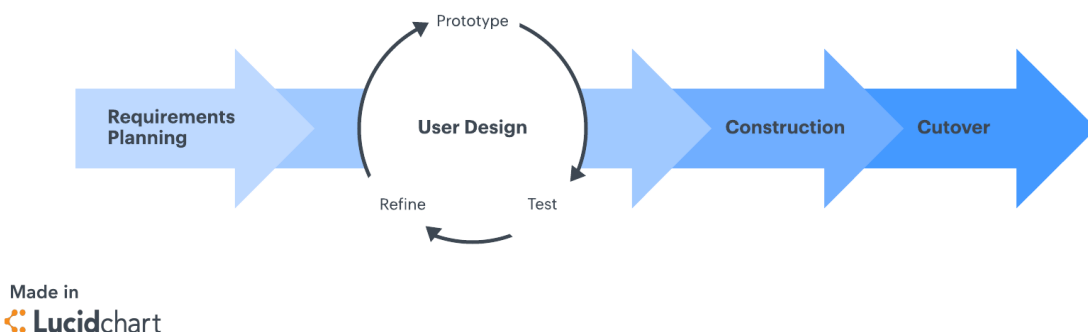 Prototype
Requirements
Planning
User Design
Construction
Cutover
Refine
Test
Made in
Lucidchart